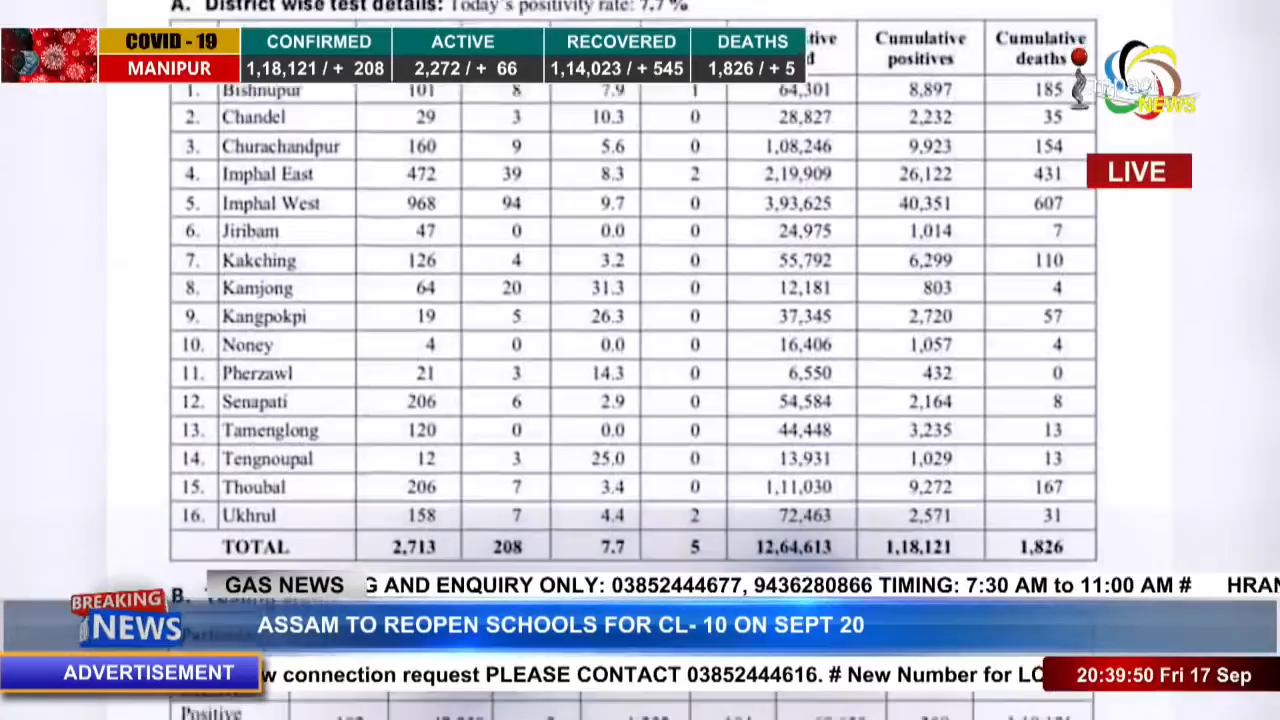 A. District wise test details: Today's positivity rate: 7.7 %
COVID - 19 CONFIRMED ACTIVE RECOVERED DEATHS
MANIPUR 1,18,121 / + 208 2,272 / + 66 1,14,023 / + 545 1,826 / + 5
Cumulative positives Cumulative deaths
impact NEWS
LIVE
1. Bishnupur 101 8 7.9 1 64,301 8,897 185
2. Chandel 29 3 10.3 0 28,827 2,232 35
3. Churachandpur 160 9 5.6 0 1,08,246 9,923 154
4. Imphal East 472 39 8.3 2 2,19,909 26,122 431
5. Imphal West 968 94 9.7 0 3,93,625 40,351 607
6. Jiribam 47 0 0.0 0 24,975 1,014 7
7. Kakching 126 4 3.2 0 55,792 6,299 110
8. Kamjong 64 20 31.3 0 12,181 803 4
9. Kangpokpi 19 5 26.3 0 37,345 2,720 57
10. Noney 4 0 0.0 0 16,406 1,057 4
11. Pherzawl 21 3 14.3 0 6,550 432 0
12. Senapati 206 6 2.9 0 54,584 2,164 8
13. Tamenglong 120 0 0.0 0 44,448 3,235 13
14. Tengnoupal 12 3 25.0 0 13,931 1,029 13
15. Thoubal 206 7 3.4 0 1,11,030 9,272 167
16. Ukhrul 158 7 4.4 2 72,463 2,571 31
TOTAL 2,713 208 7.7 5 12,64,613 1,18,121 1,826
B.
GAS NEWS G AND ENQUIRY ONLY: 03852444677, 9436280866 TIMING: 7:30 AM to 11:00 AM # HRAN
BREAKING NEWS ASSAM TO REOPEN SCHOOLS FOR CL- 10 ON SEPT 20
ADVERTISEMENT w connection request PLEASE CONTACT 03852444616. # New Number for LO 20:39:50 Fri 17 Sep
Positive